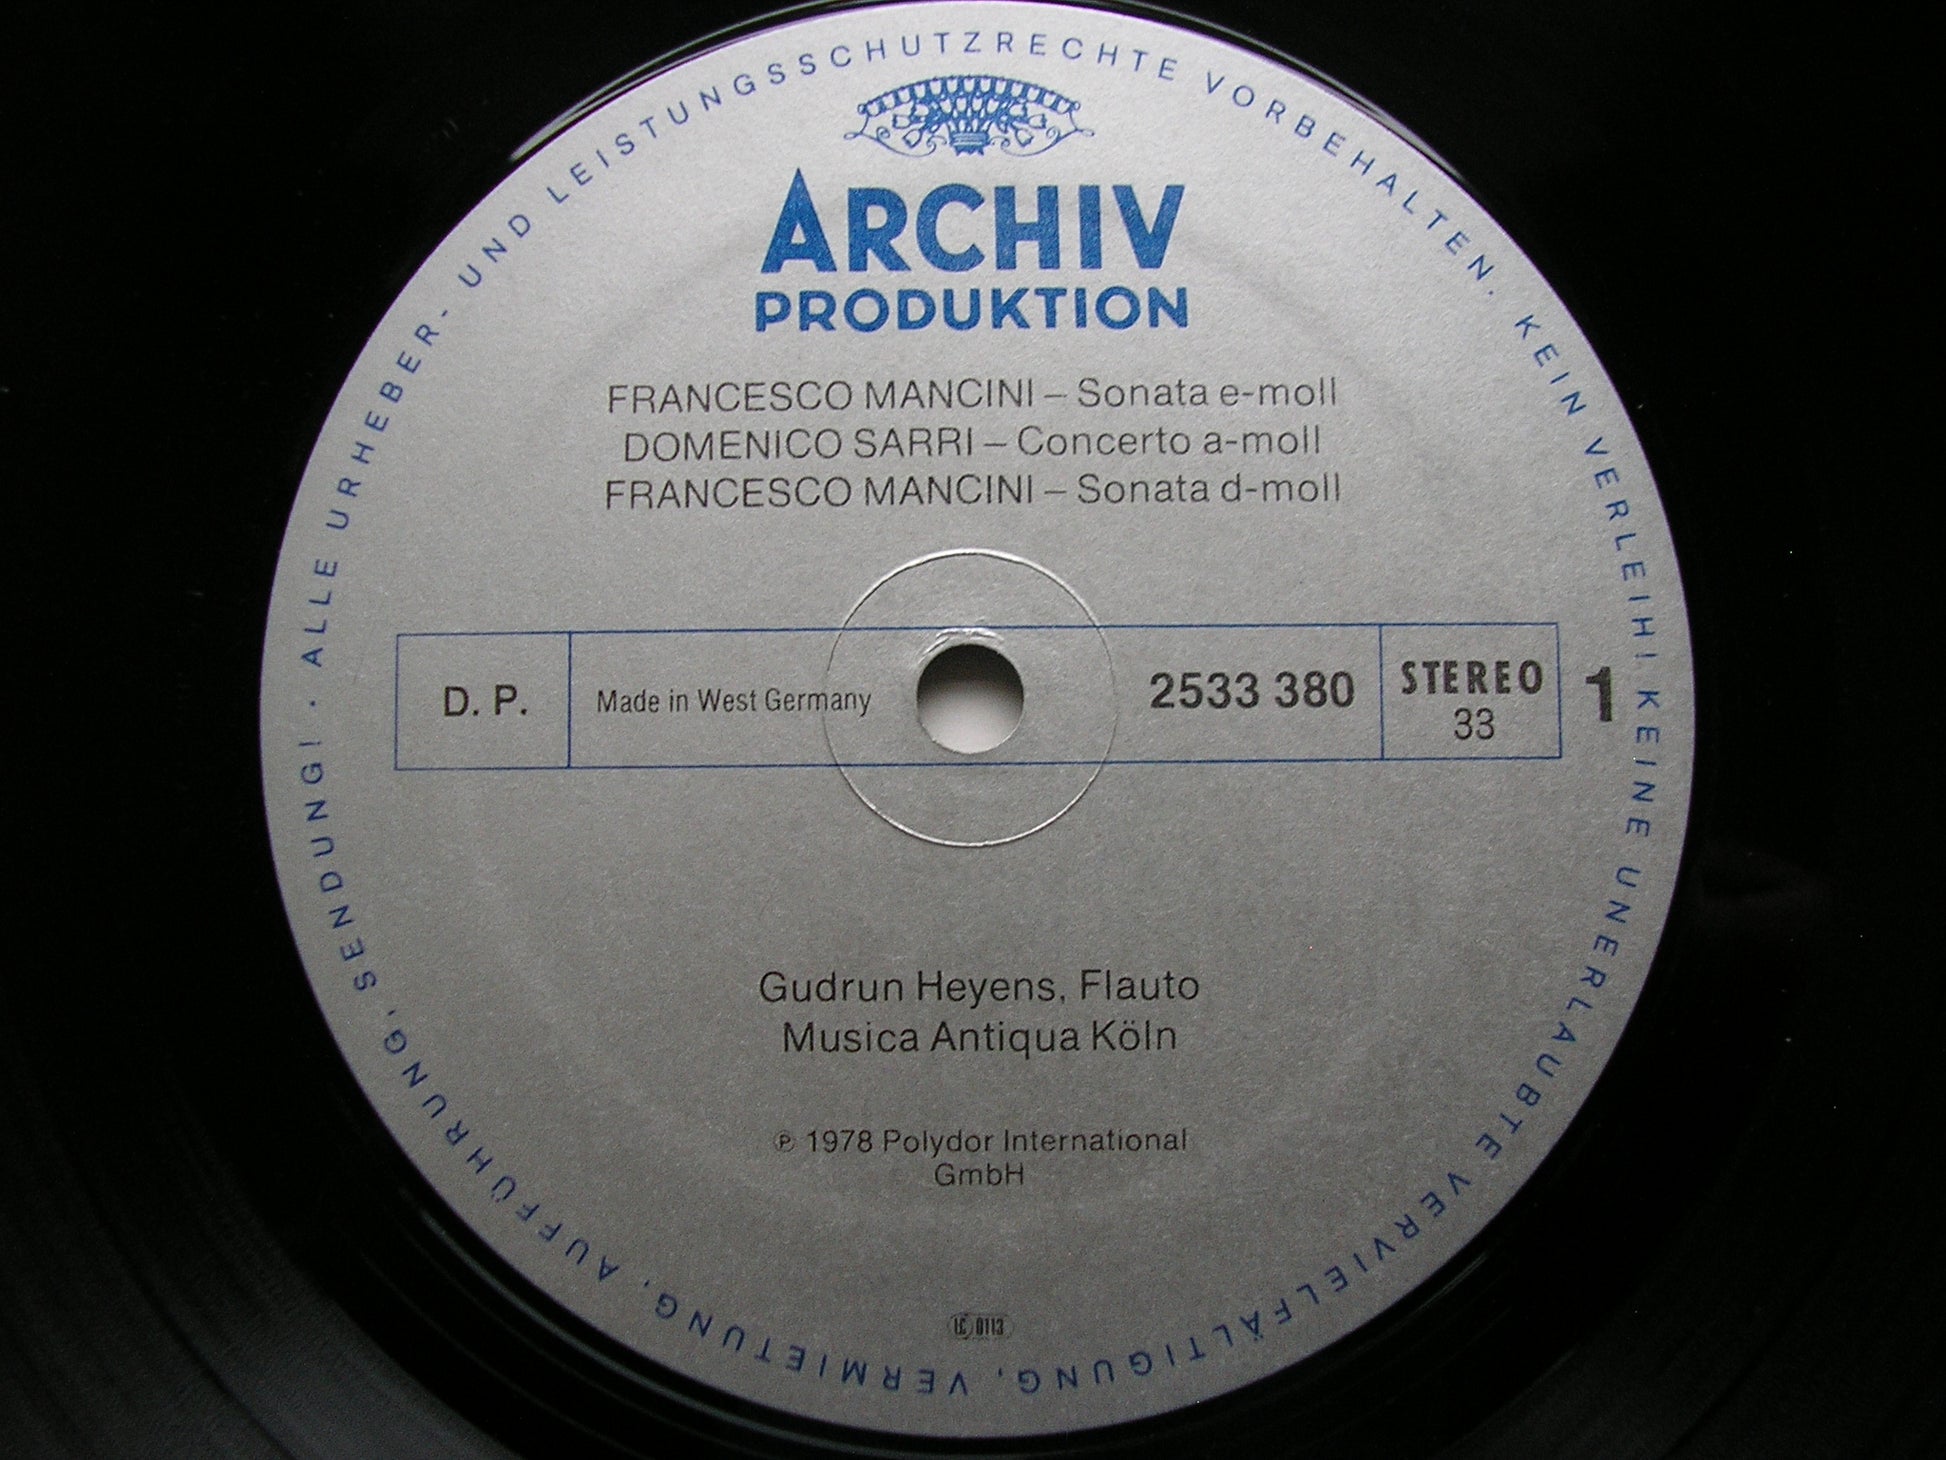 ALLE URHEBER- UND LEISTUNGSSCHUTZRECHTE VORBEHALTEN. KEIN VERLEIH! KEINE UNERLAUBTE VERVIELFÄLTIGUNG, VERMIETUNG, AUFFÜHRUNG, SENDUNG! ·
ARCHIV
PRODUKTION
FRANCESCO MANCINI – Sonata e-moll
DOMENICO SARRI – Concerto a-moll
FRANCESCO MANCINI – Sonata d-moll
D. P.
Made in West Germany
2533 380
STEREO
33
1
Gudrun Heyens, Flauto
Musica Antiqua Köln
℗ 1978 Polydor International
GmbH
LC 0113